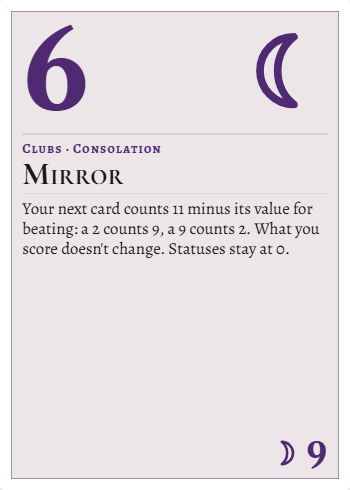 6
Clubs · Consolation
Mirror
Your next card counts 11 minus its value for
beating: a 2 counts 9, a 9 counts 2. What you
score doesn't change. Statuses stay at 0.
6